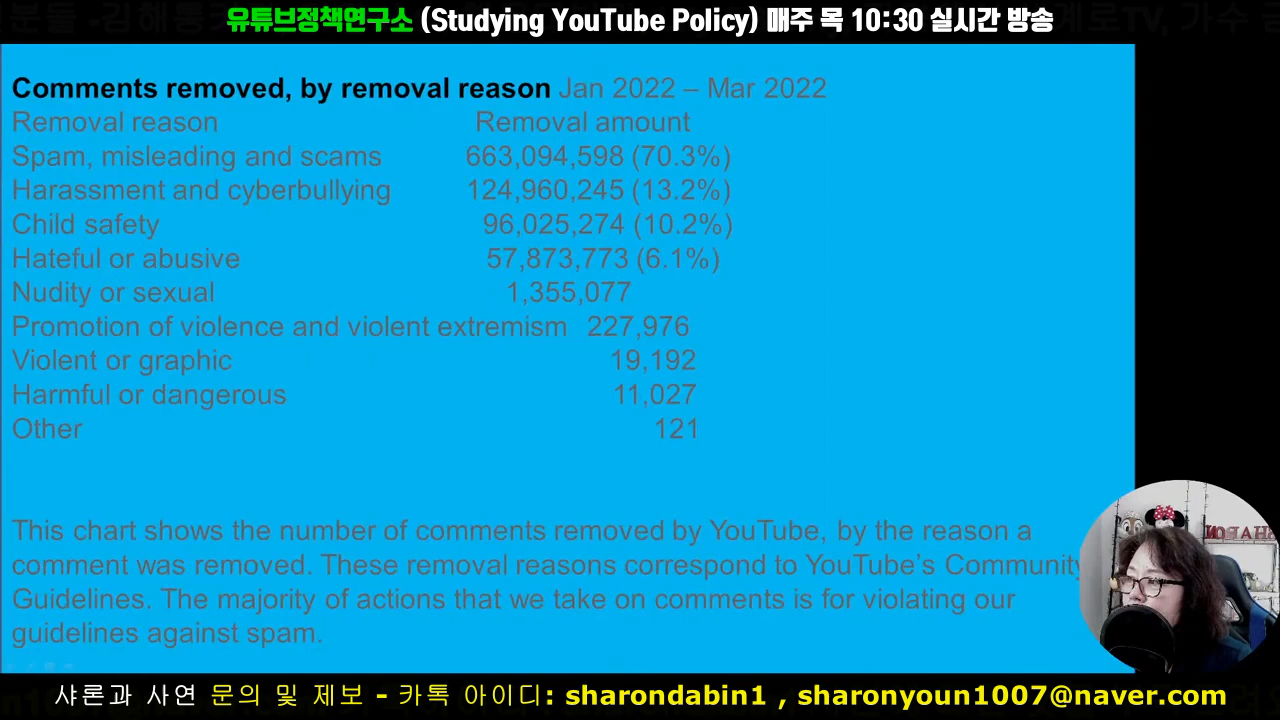 유튜브정책연구소 (Studying YouTube Policy) 매주 목 10:30 실시간 방송
Comments removed, by removal reason Jan 2022 – Mar 2022
Removal reason Removal amount
Spam, misleading and scams 663,094,598 (70.3%)
Harassment and cyberbullying 124,960,245 (13.2%)
Child safety 96,025,274 (10.2%)
Hateful or abusive 57,873,773 (6.1%)
Nudity or sexual 1,355,077
Promotion of violence and violent extremism 227,976
Violent or graphic 19,192
Harmful or dangerous 11,027
Other 121
This chart shows the number of comments removed by YouTube, by the reason a
comment was removed. These removal reasons correspond to YouTube’s Community
Guidelines. The majority of actions that we take on comments is for violating our
guidelines against spam.
샤론과 사연 문의 및 제보 - 카톡 아이디: sharondabin1 , sharonyoun1007@naver.com